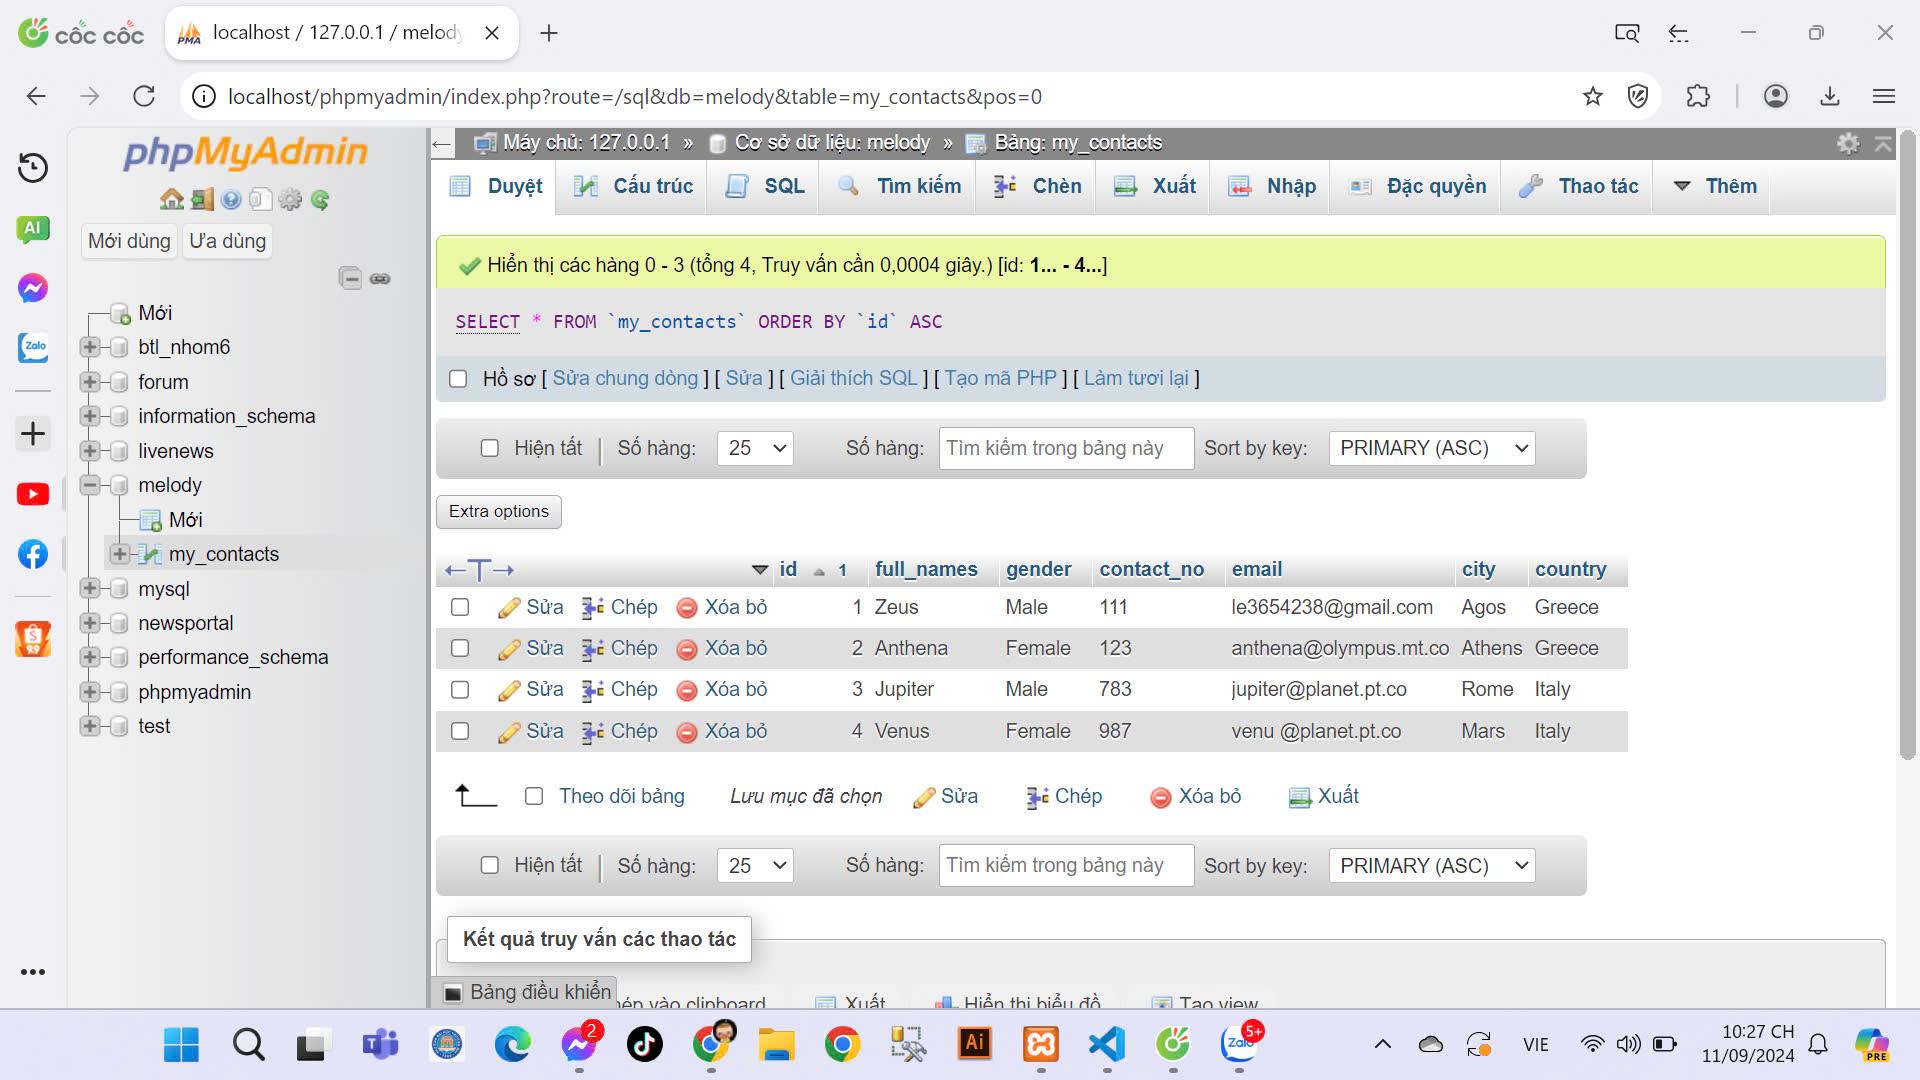 cốc cốc
PMA
localhost / 127.0.0.1 / melody
localhost/phpmyadmin/index.php?route=/sql&db=melody&table=my_contacts&pos=0
AI
Zalo
phpMyAdmin
Mới dùng
Ưa dùng
Mới
btl_nhom6
forum
information_schema
livenews
melody
Mới
my_contacts
mysql
newsportal
performance_schema
phpmyadmin
test
Máy chủ: 127.0.0.1 » Cơ sở dữ liệu: melody » Bảng: my_contacts
Duyệt Cấu trúc SQL Tìm kiếm Chèn Xuất Nhập Đặc quyền Thao tác Thêm
Hiển thị các hàng 0 - 3 (tổng 4, Truy vấn cần 0,0004 giây.) [id: 1... - 4...]
SELECT * FROM `my_contacts` ORDER BY `id` ASC
Hồ sơ [ Sửa chung dòng ] [ Sửa ] [ Giải thích SQL ] [ Tạo mã PHP ] [ Làm tươi lại ]
Hiện tất Số hàng: 25 Số hàng: Tìm kiếm trong bảng này Sort by key: PRIMARY (ASC)
Extra options
←T→ id 1 full_names gender contact_no email city country
Sửa Chép Xóa bỏ 1 Zeus Male 111 le3654238@gmail.com Agos Greece
Sửa Chép Xóa bỏ 2 Anthena Female 123 anthena@olympus.mt.co Athens Greece
Sửa Chép Xóa bỏ 3 Jupiter Male 783 jupiter@planet.pt.co Rome Italy
Sửa Chép Xóa bỏ 4 Venus Female 987 venu @planet.pt.co Mars Italy
Theo dõi bảng Lưu mục đã chọn Sửa Chép Xóa bỏ Xuất
Hiện tất Số hàng: 25 Số hàng: Tìm kiếm trong bảng này Sort by key: PRIMARY (ASC)
Kết quả truy vấn các thao tác
Bảng điều khiển
clipboard Xuất Hiển thị biểu đồ Tạo view
2
Ai
Zalo
5+
VIE
10:27 CH
11/09/2024
PRE